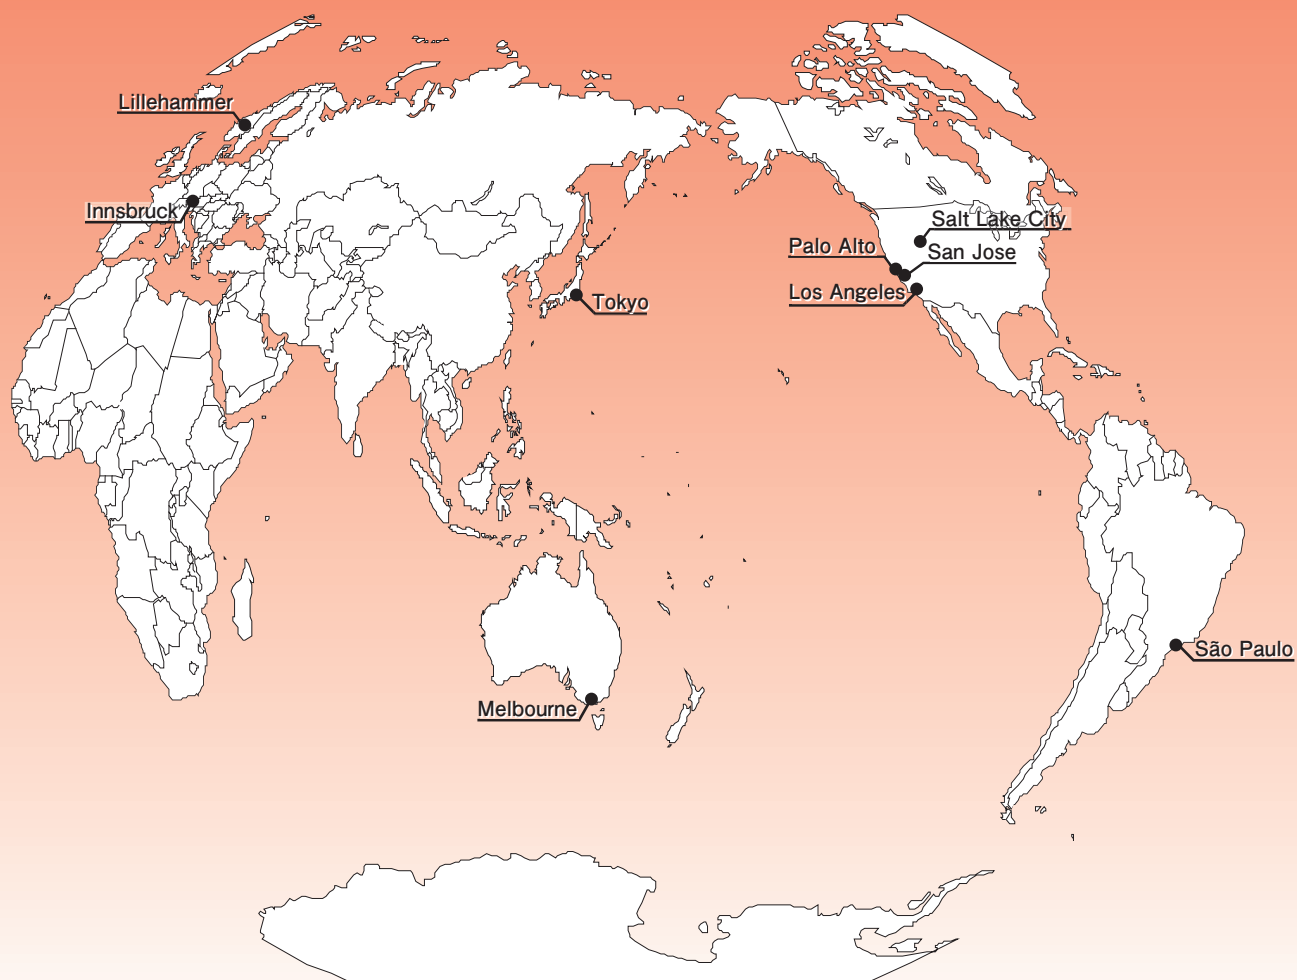 Lillehammer
Innsbruck
Salt Lake City
Palo Alto
San Jose
Los Angeles
Tokyo
São Paulo
Melbourne